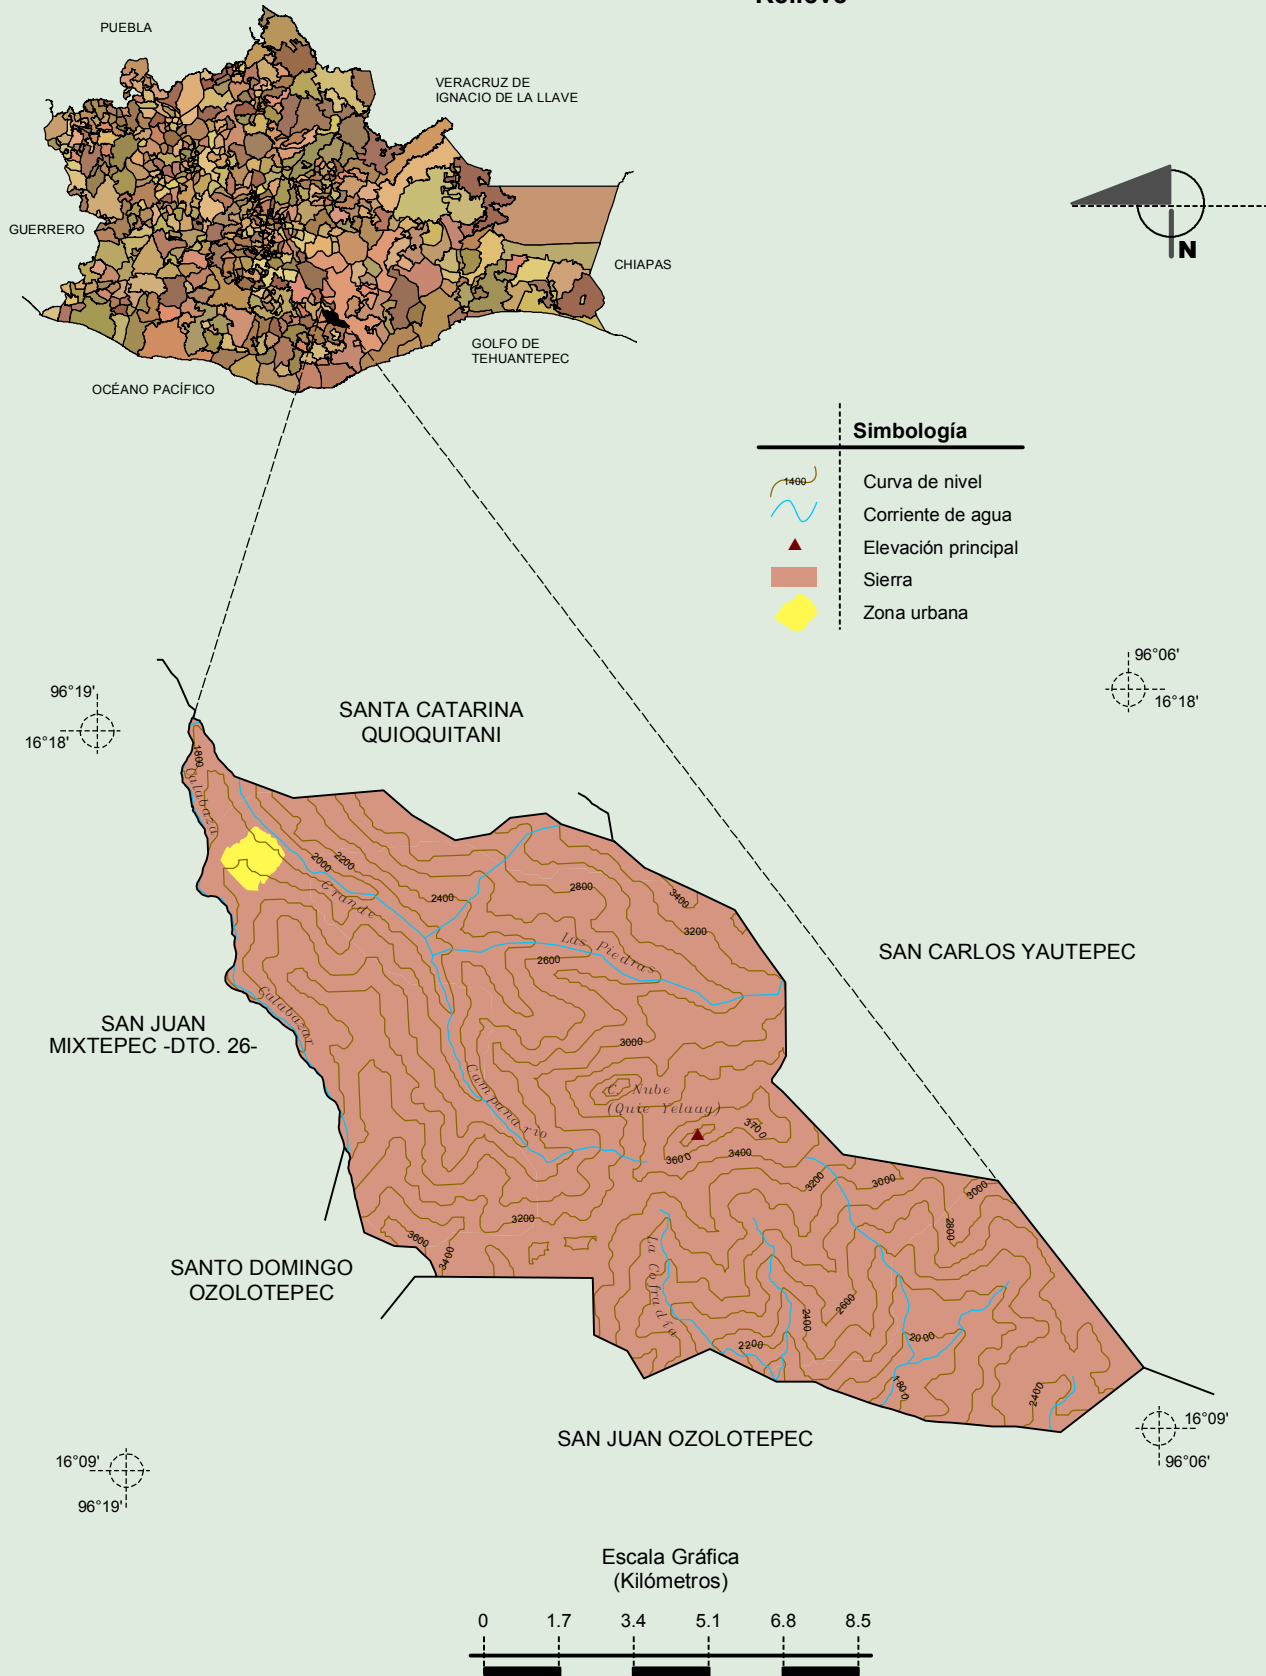 Relieve
PUEBLA
VERACRUZ DE
IGNACIO DE LA LLAVE
GUERRERO
CHIAPAS
GOLFO DE
TEHUANTEPEC
OCÉANO PACÍFICO
N
Simbología
1400
Curva de nivel
Corriente de agua
Elevación principal
Sierra
Zona urbana
96°19'
16°18'
96°06'
16°18'
SANTA CATARINA
QUIOQUITANI
1800
Calabaza
2000
2200
Grande
2400
2800
3400
3200
Las Piedras
2600
SAN CARLOS YAUTEPEC
Calabazar
SAN JUAN
MIXTEPEC -DTO. 26-
3000
Campanario
C. Nube
(Quie Yelaag)
3700
3600
3400
3200
3000
3000
2800
3200
3600
3400
La Cofradía
SANTO DOMINGO
OZOLOTEPEC
2600
2400
2200
2000
1800
2400
SAN JUAN OZOLOTEPEC
16°09'
96°19'
16°09'
96°06'
Escala Gráfica
(Kilómetros)
0 1.7 3.4 5.1 6.8 8.5